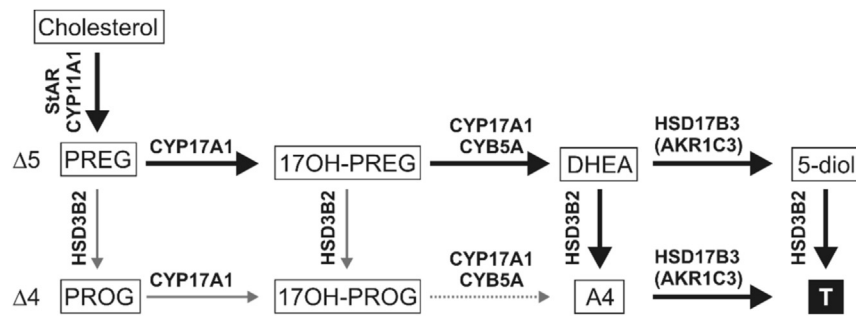 Cholesterol
StAR
CYP11A1
Δ5
PREG
CYP17A1
17OH-PREG
CYP17A1
CYB5A
DHEA
HSD17B3
(AKR1C3)
5-diol
HSD3B2
HSD3B2
HSD3B2
HSD3B2
Δ4
PROG
CYP17A1
17OH-PROG
CYP17A1
CYB5A
A4
HSD17B3
(AKR1C3)
T